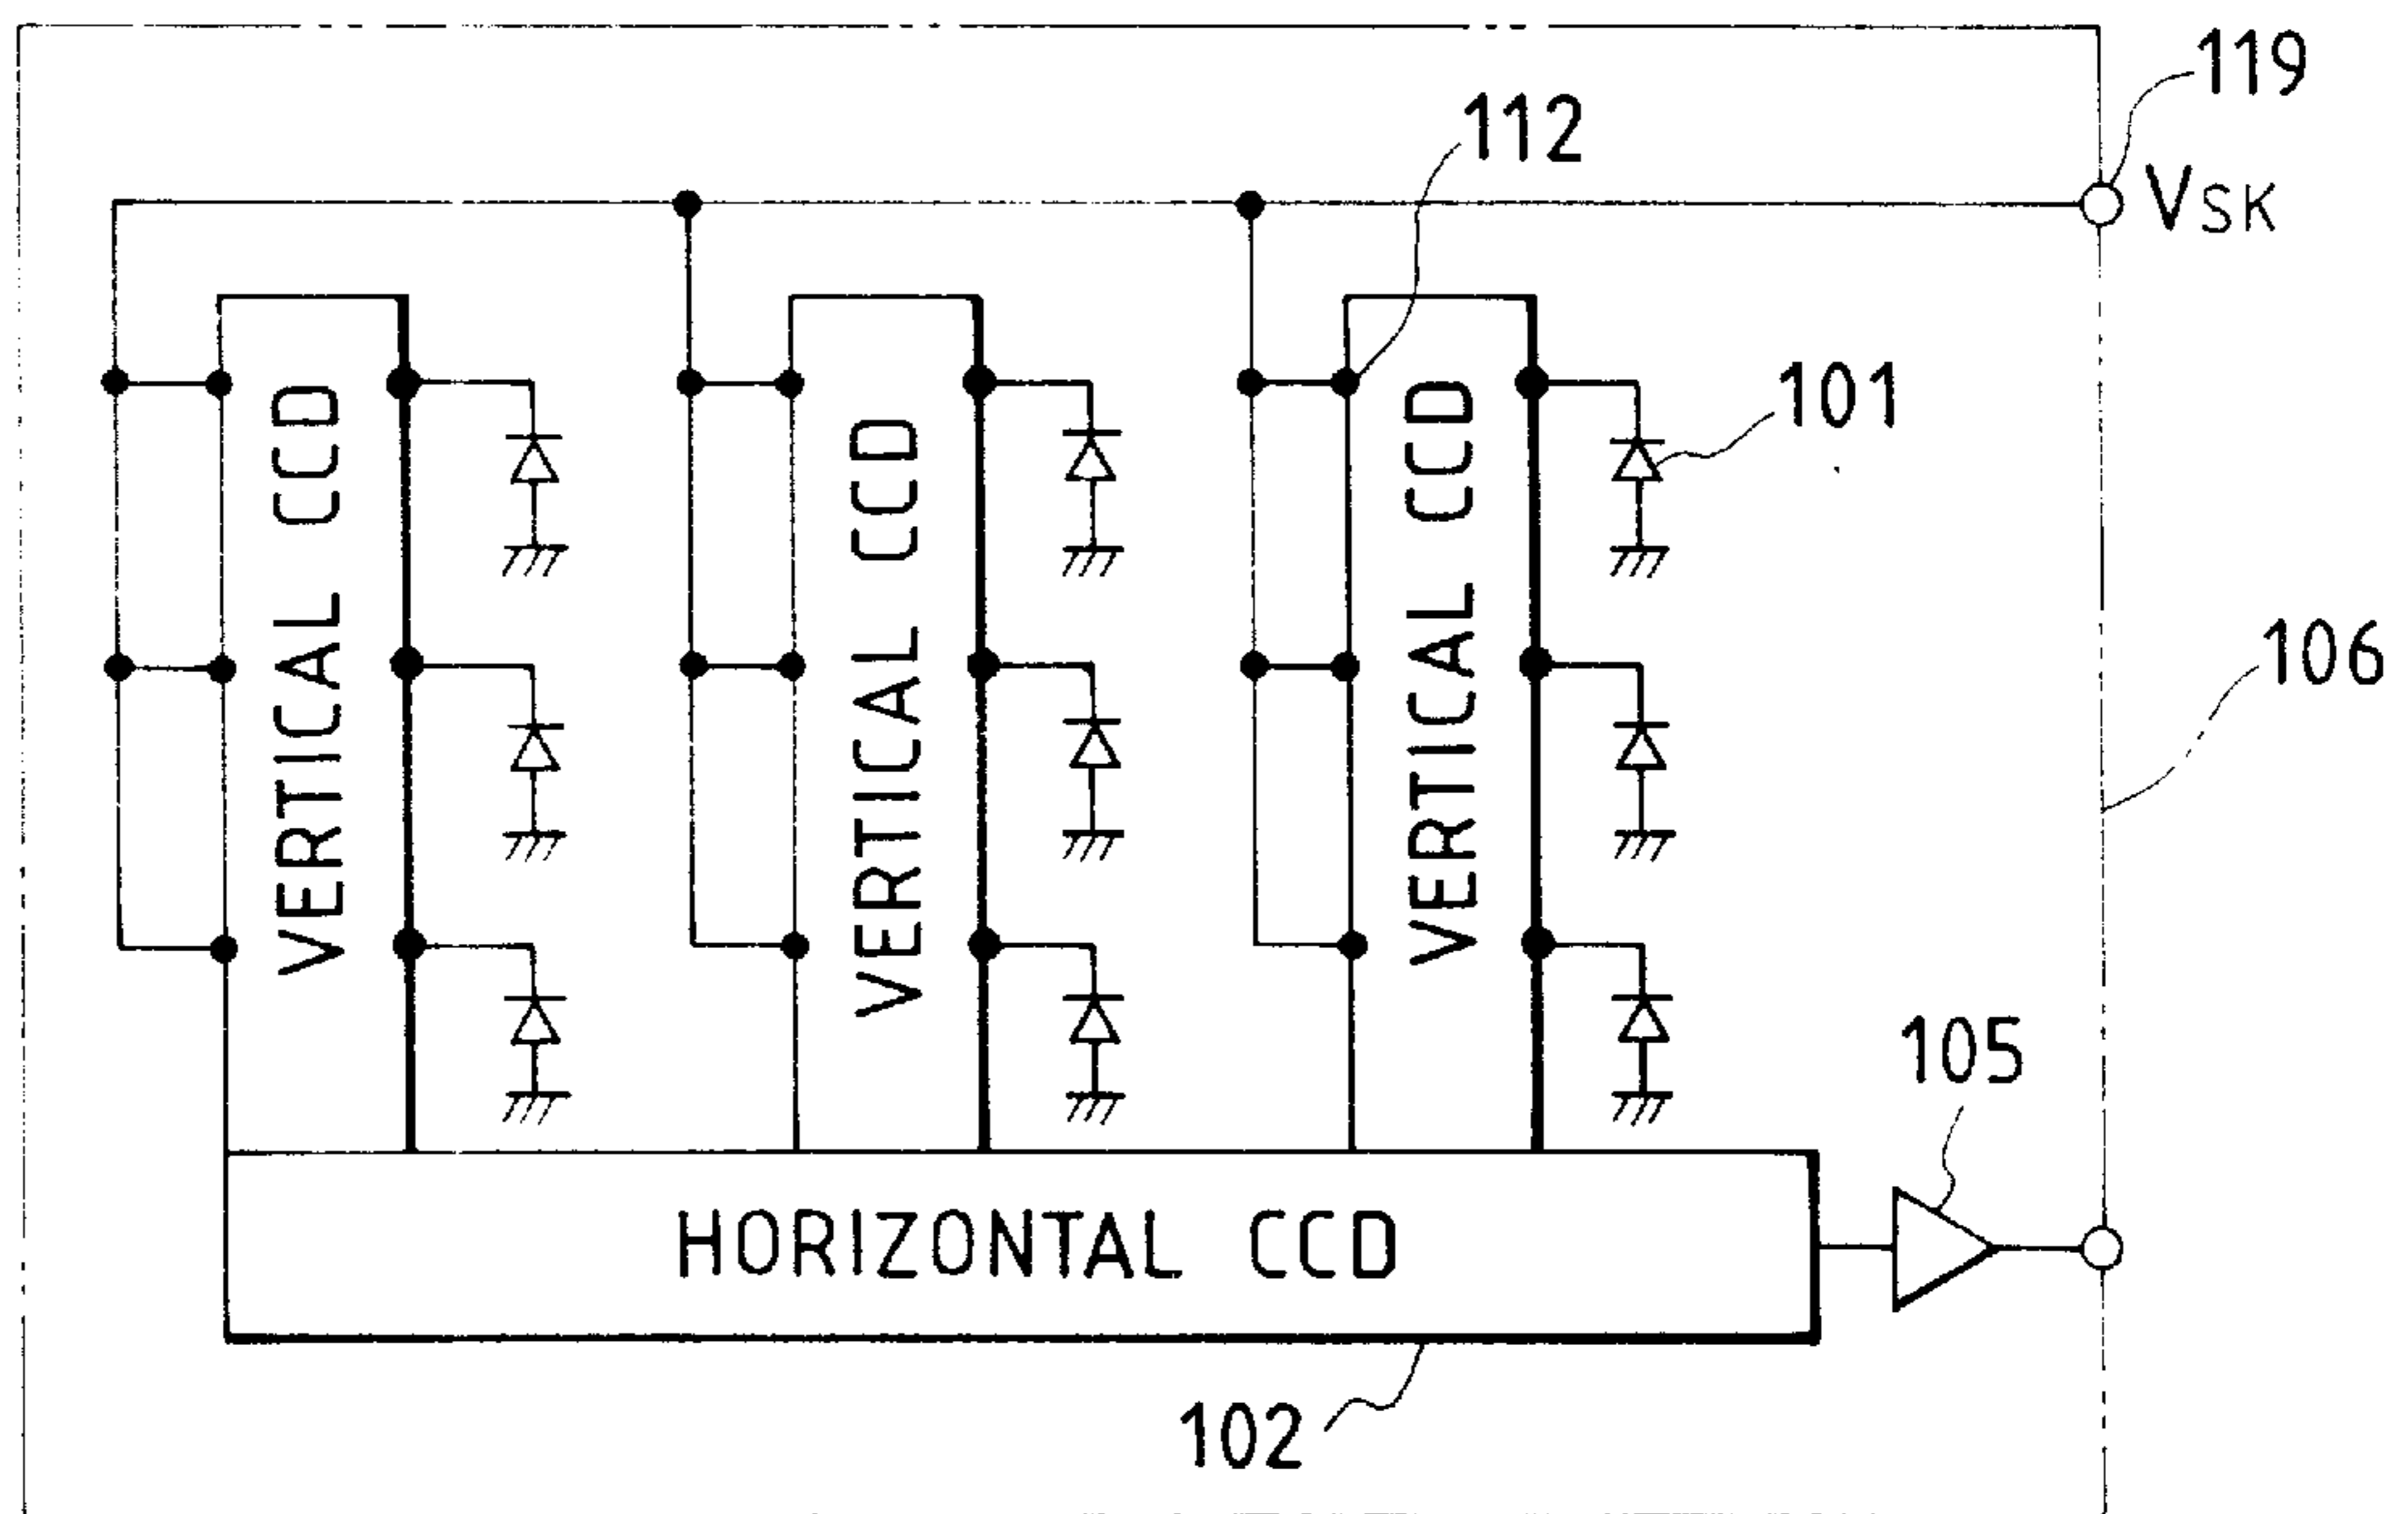 119
112
VSK
101
VERTICAL CCD
VERTICAL CCD
VERTICAL CCD
106
105
HORIZONTAL CCD
102